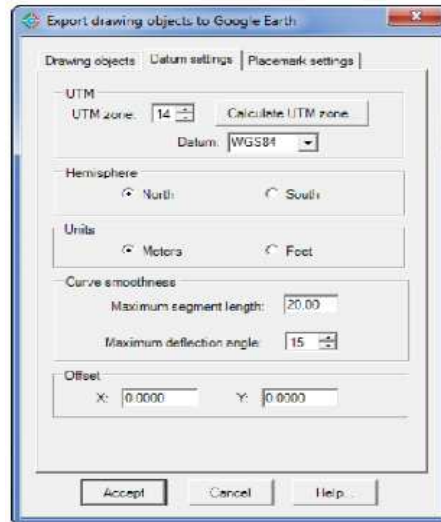 Export drawing objects to Google Earth
Drawing objects Datum settings Placemark settings
UTM
UTM zone: 14 Calculate UTM zone
Datum: WGS84
Hemisphere
North South
Units
Meters Feet
Curve smoothness
Maximum segment length: 20.00
Maximum deflection angle: 15
Offset
X: 0.0000 Y: 0.0000
Accept Cancel Help...